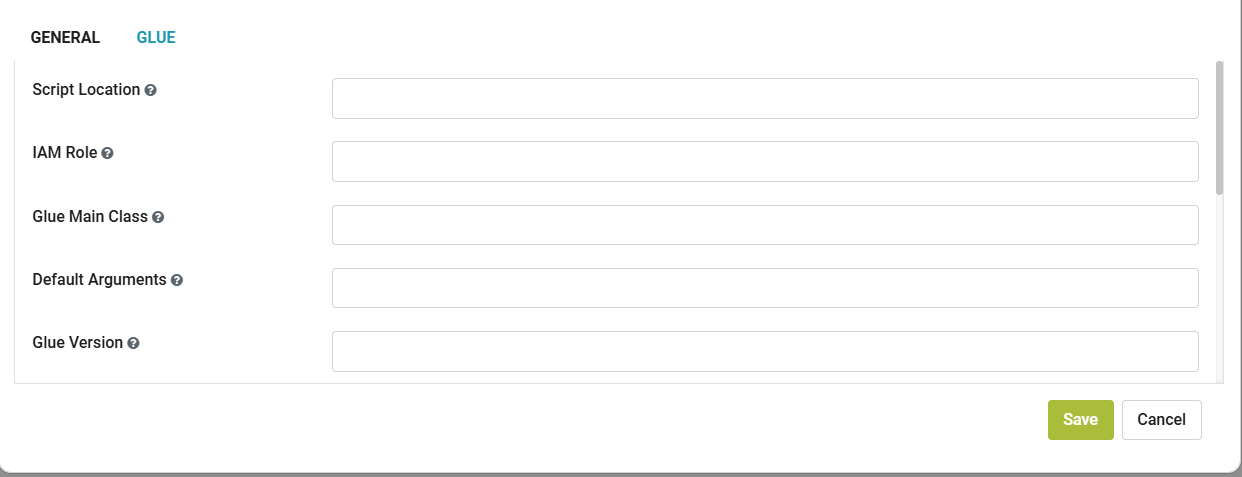 GENERAL GLUE
Script Location ?
IAM Role ?
Glue Main Class ?
Default Arguments ?
Glue Version ?
Save Cancel